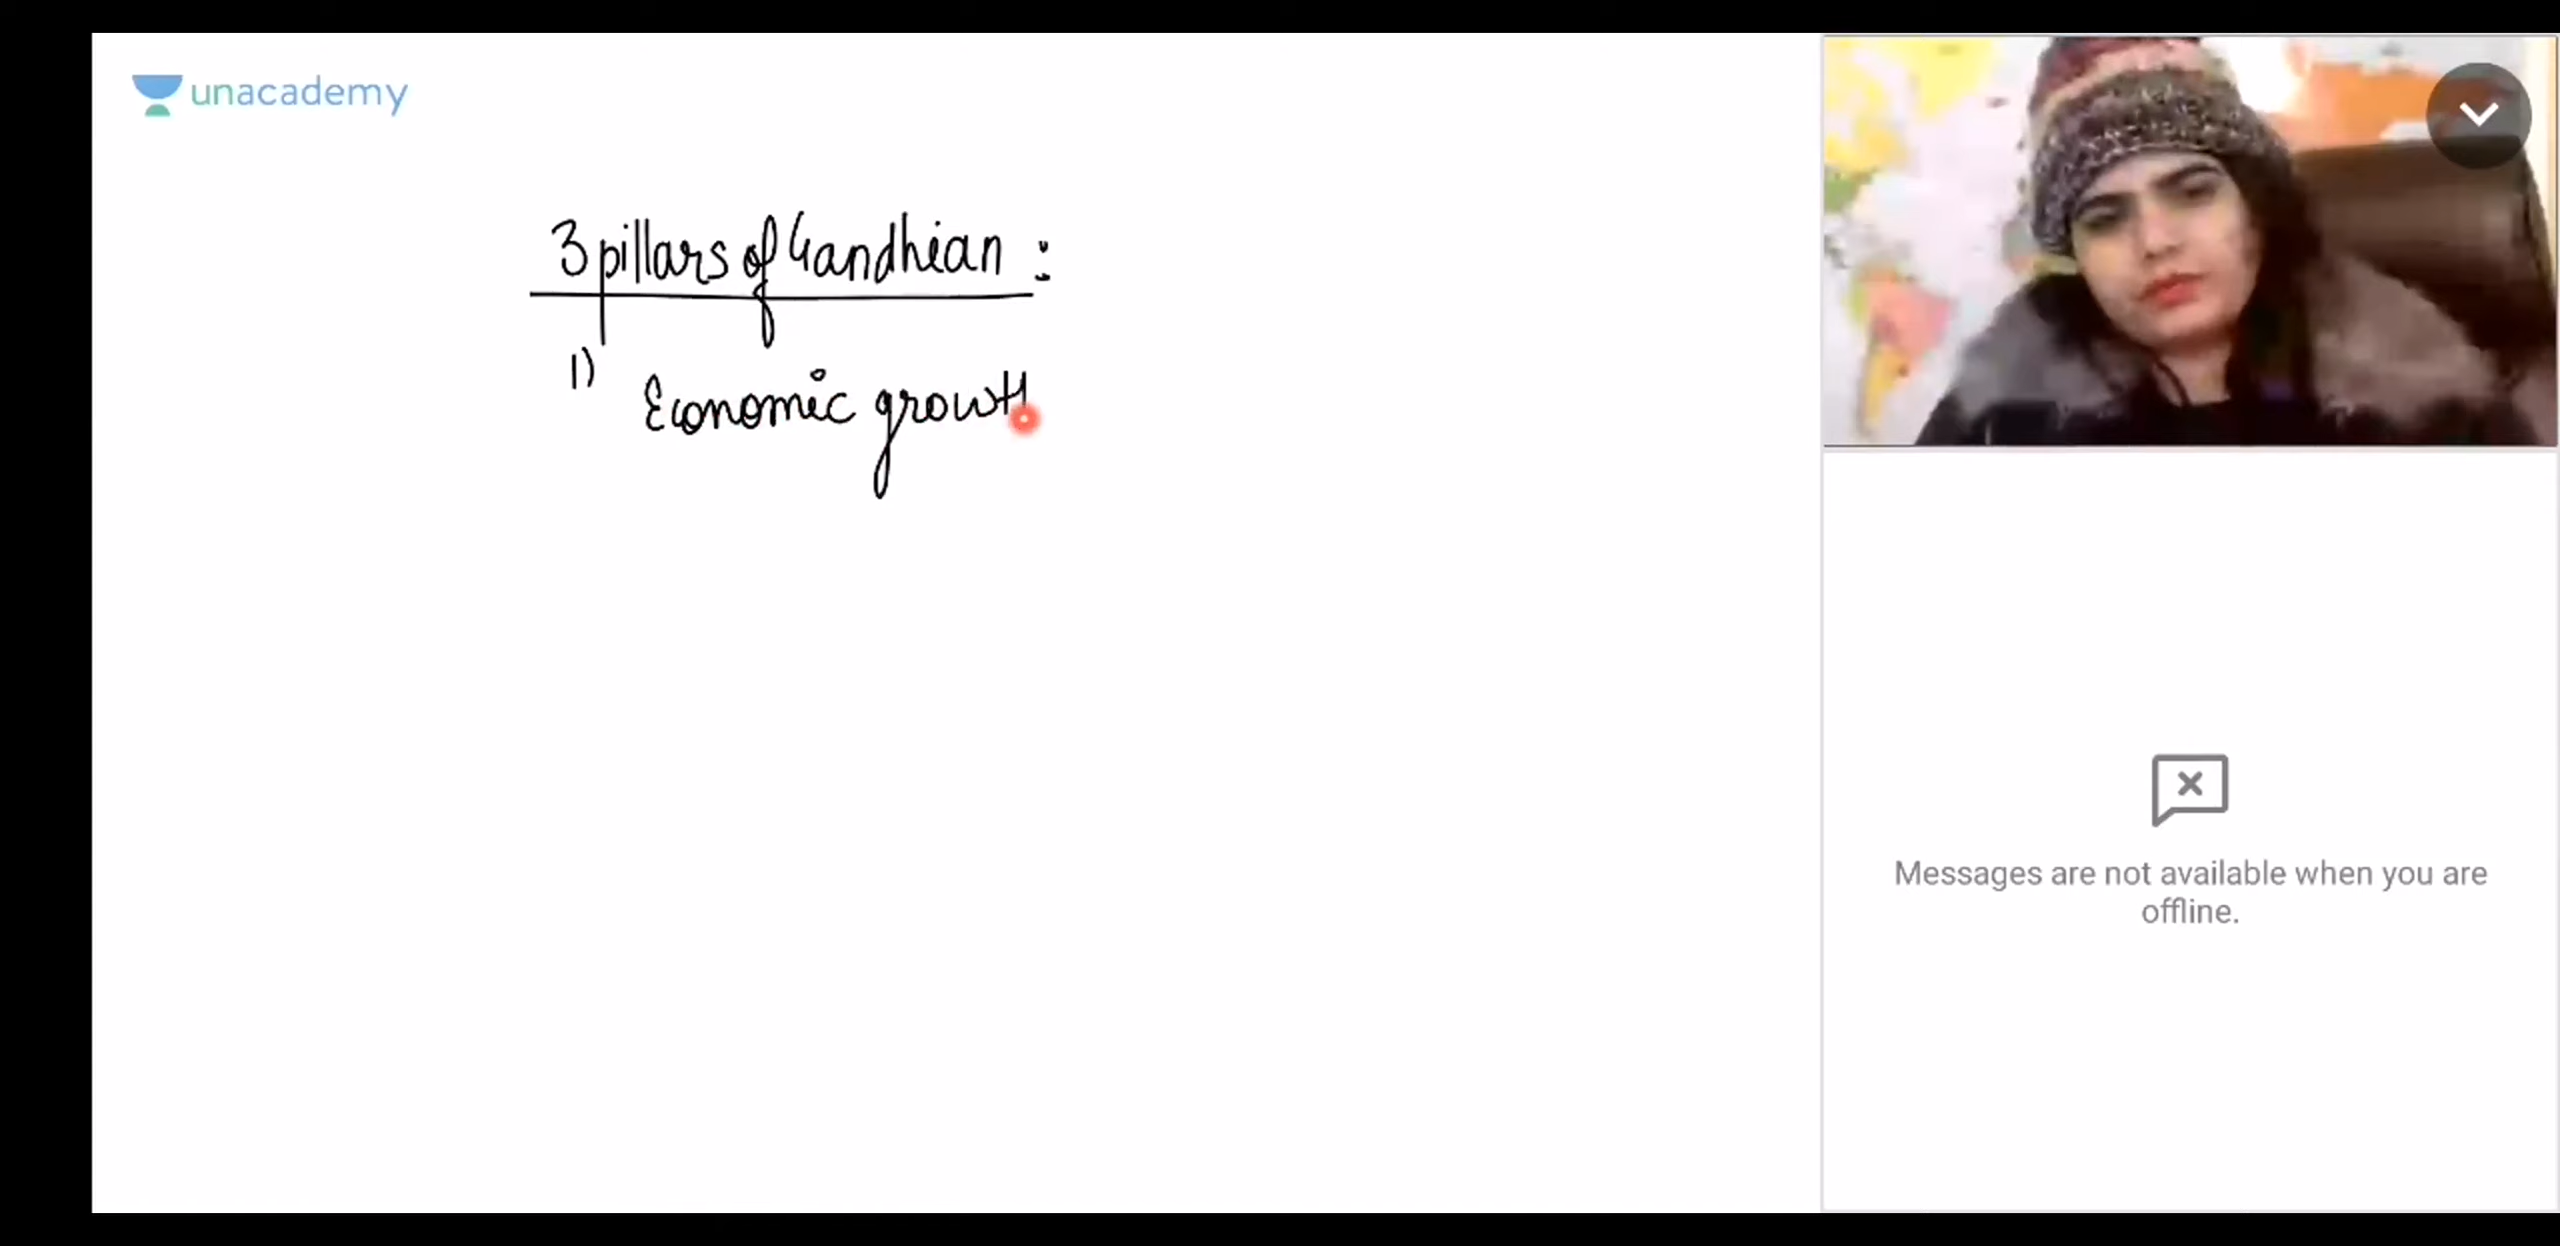 unacademy
3 pillars of Gandhian :
1) Economic growth
Messages are not available when you are
offline.